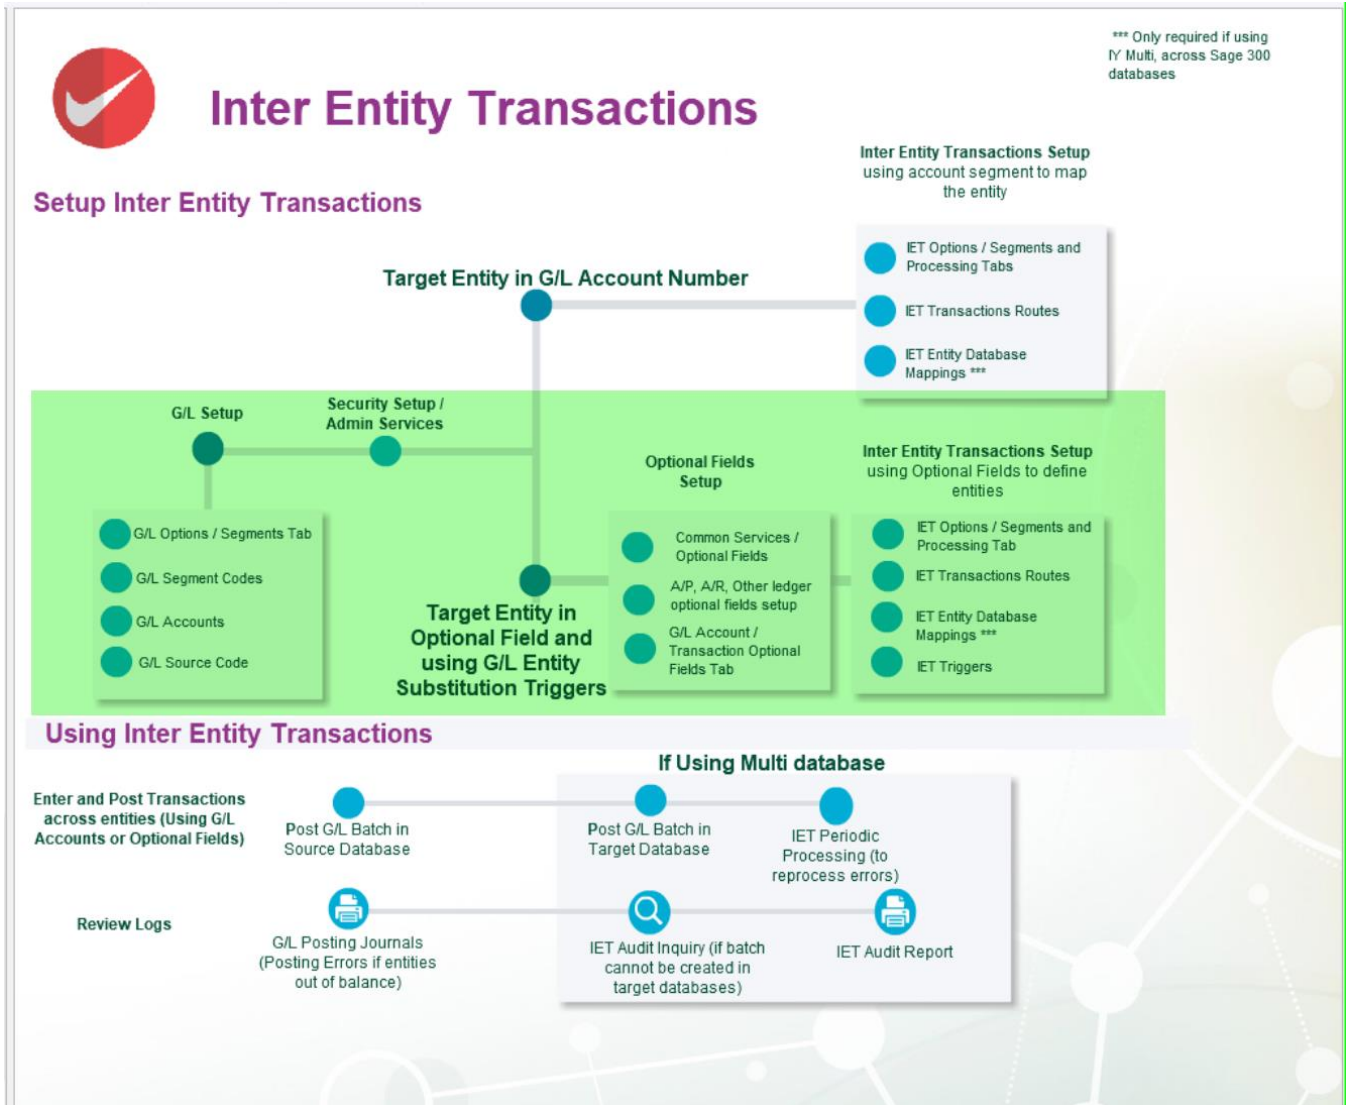 *** Only required if using
IY Multi, across Sage 300
databases
Inter Entity Transactions
Inter Entity Transactions Setup
using account segment to map
the entity
Setup Inter Entity Transactions
IET Options / Segments and
Processing Tabs
Target Entity in G/L Account Number
IET Transactions Routes
IET Entity Database
Mappings ***
G/L Setup
Security Setup /
Admin Services
Optional Fields
Setup
Inter Entity Transactions Setup
using Optional Fields to define
entities
G/L Options / Segments Tab
G/L Segment Codes
G/L Accounts
G/L Source Code
Target Entity in
Optional Field and
using G/L Entity
Substitution Triggers
Common Services /
Optional Fields
A/P, A/R, Other ledger
optional fields setup
G/L Account /
Transaction Optional
Fields Tab
IET Options / Segments and
Processing Tab
IET Transactions Routes
IET Entity Database
Mappings ***
IET Triggers
Using Inter Entity Transactions
If Using Multi database
Enter and Post Transactions
across entities (Using G/L
Accounts or Optional Fields)
Post G/L Batch in
Source Database
Post G/L Batch in
Target Database
IET Periodic
Processing (to
reprocess errors)
Review Logs
G/L Posting Journals
(Posting Errors if entities
out of balance)
IET Audit Inquiry (if batch
cannot be created in
target databases)
IET Audit Report